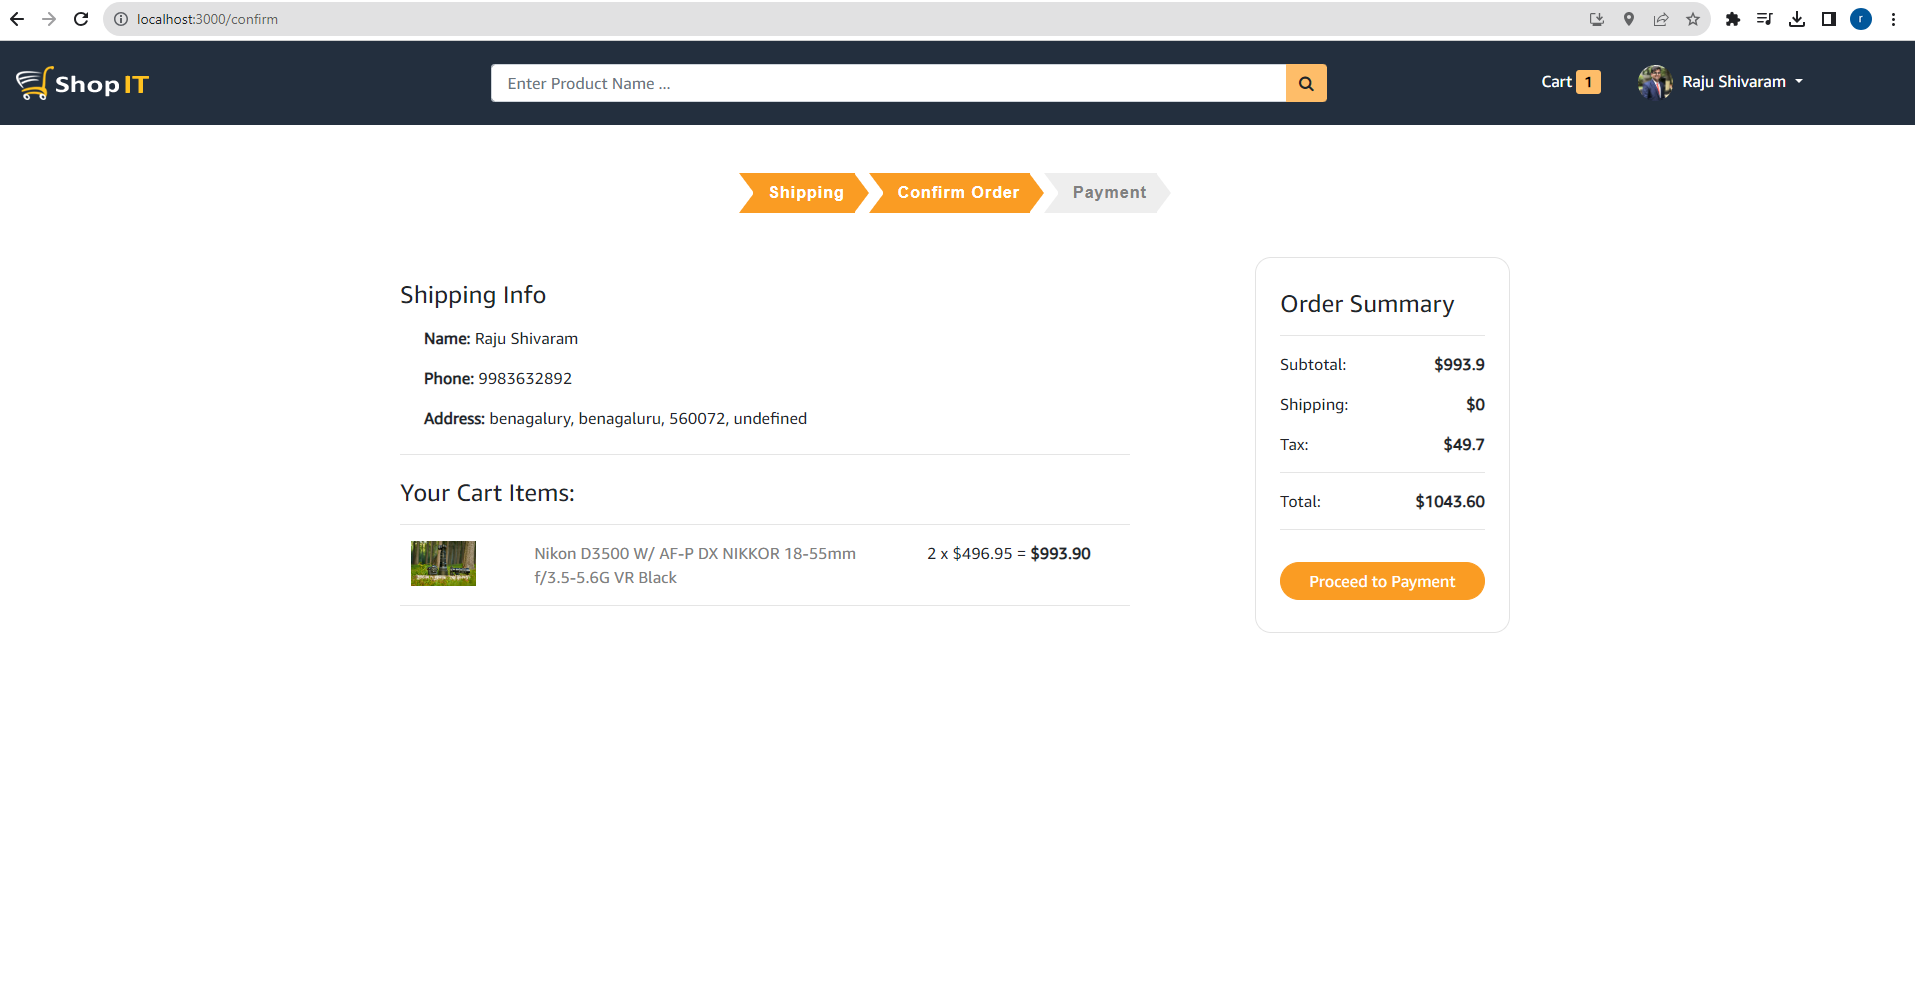 localhost:3000/confirm
r
Shop IT
Enter Product Name ...
Cart 1
Raju Shivaram
Shipping
Confirm Order
Payment
Shipping Info
Name: Raju Shivaram
Phone: 9983632892
Address: benagalury, benagaluru, 560072, undefined
Your Cart Items:
Nikon D3500 W/ AF-P DX NIKKOR 18-55mm
f/3.5-5.6G VR Black
2 x $496.95 = $993.90
Order Summary
Subtotal: $993.9
Shipping: $0
Tax: $49.7
Total: $1043.60
Proceed to Payment